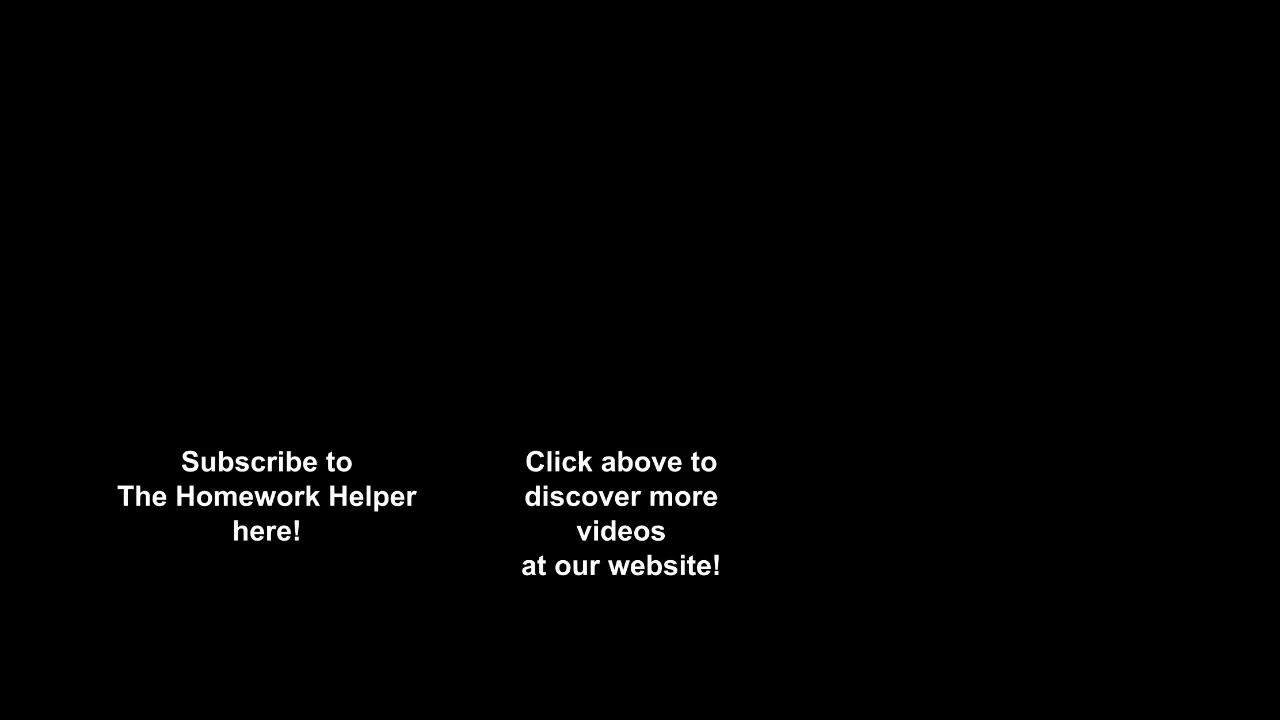 Subscribe to
The Homework Helper
here!
Click above to
discover more
videos
at our website!